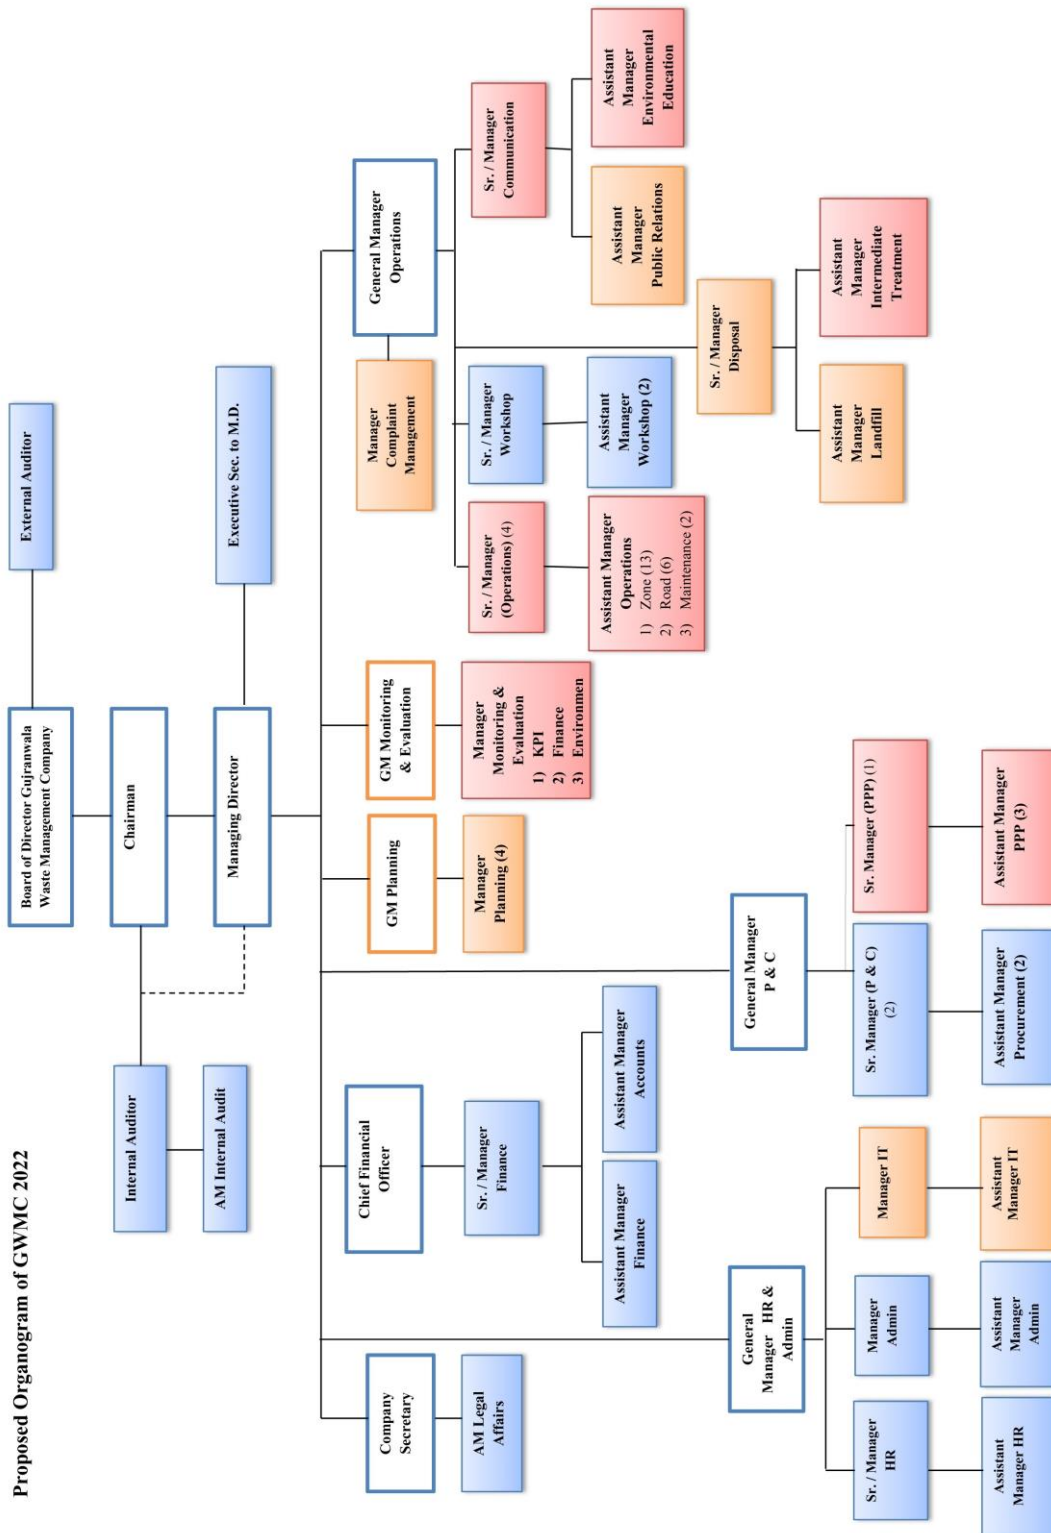 Proposed Organogram of GWMC 2022
Board of Director Gujranwala
Waste Management Company
External Auditor
Chairman
Internal Auditor
AM Internal Audit
Managing Director
Executive Sec. to M.D.
Company
Secretary
AM Legal
Affairs
Chief Financial
Officer
Sr. / Manager
Finance
Assistant Manager
Finance
Assistant Manager
Accounts
GM Planning
Manager
Planning (4)
GM Monitoring
& Evaluation
Manager
Monitoring &
Evaluation
1) KPI
2) Finance
3) Environmen
Manager
Complaint
Management
General Manager
Operations
Sr. / Manager
(Operations) (4)
Assistant Manager
Operations
1) Zone (13)
2) Road (6)
3) Maintenance (2)
Sr. / Manager
Workshop
Assistant
Manager
Workshop (2)
Sr. / Manager
Communication
Assistant
Manager
Public Relations
Assistant
Manager
Environmental
Education
Sr. / Manager
Disposal
Assistant
Manager
Landfill
Assistant
Manager
Intermediate
Treatment
General
Manager HR &
Admin
Sr. / Manager
HR
Assistant
Manager HR
Manager
Admin
Assistant
Manager
Admin
Manager IT
Assistant
Manager IT
General Manager
P & C
Sr. Manager (P & C)
(2)
Assistant Manager
Procurement (2)
Sr. Manager (PPP) (1)
Assistant Manager
PPP (3)